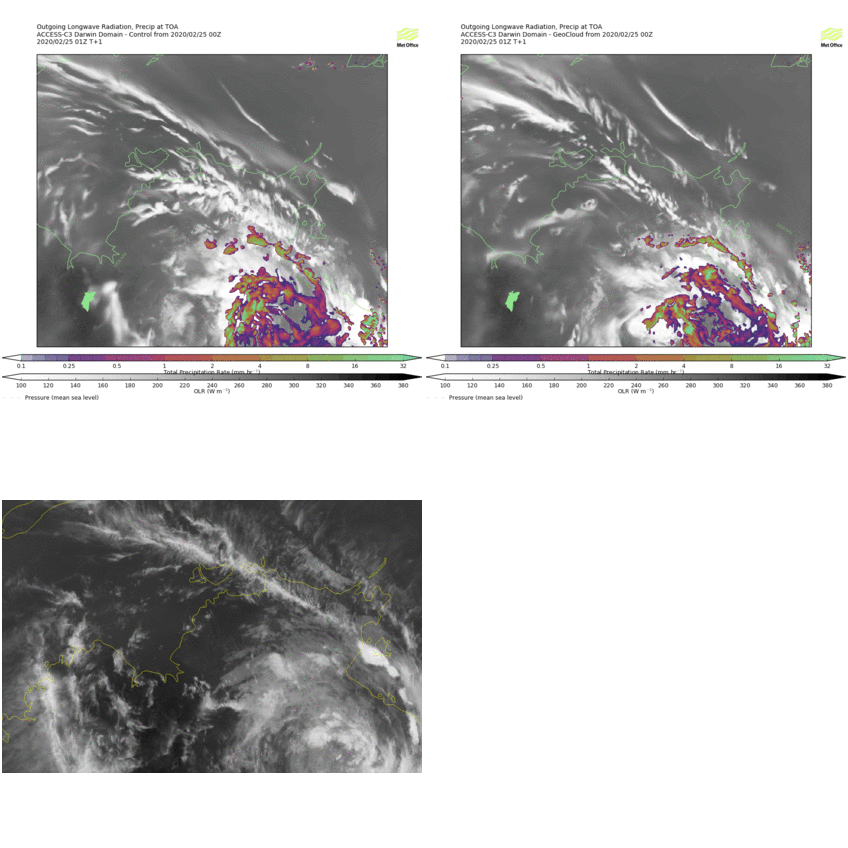 Outgoing Longwave Radiation, Precip at TOA
ACCESS-C3 Darwin Domain - Control from 2020/02/25 00Z
2020/02/25 01Z T+1
Met Office
0.1 0.25 0.5 1 2 4 8 16 32
Total Precipitation Rate (mm hr⁻¹)
100 120 140 160 180 200 220 240 260 280 300 320 340 360 380
OLR (W m⁻²)
Pressure (mean sea level)
Outgoing Longwave Radiation, Precip at TOA
ACCESS-C3 Darwin Domain - GeoCloud from 2020/02/25 00Z
2020/02/25 01Z T+1
Met Office
0.1 0.25 0.5 1 2 4 8 16 32
Total Precipitation Rate (mm hr⁻¹)
100 120 140 160 180 200 220 240 260 280 300 320 340 360 380
OLR (W m⁻²)
Pressure (mean sea level)